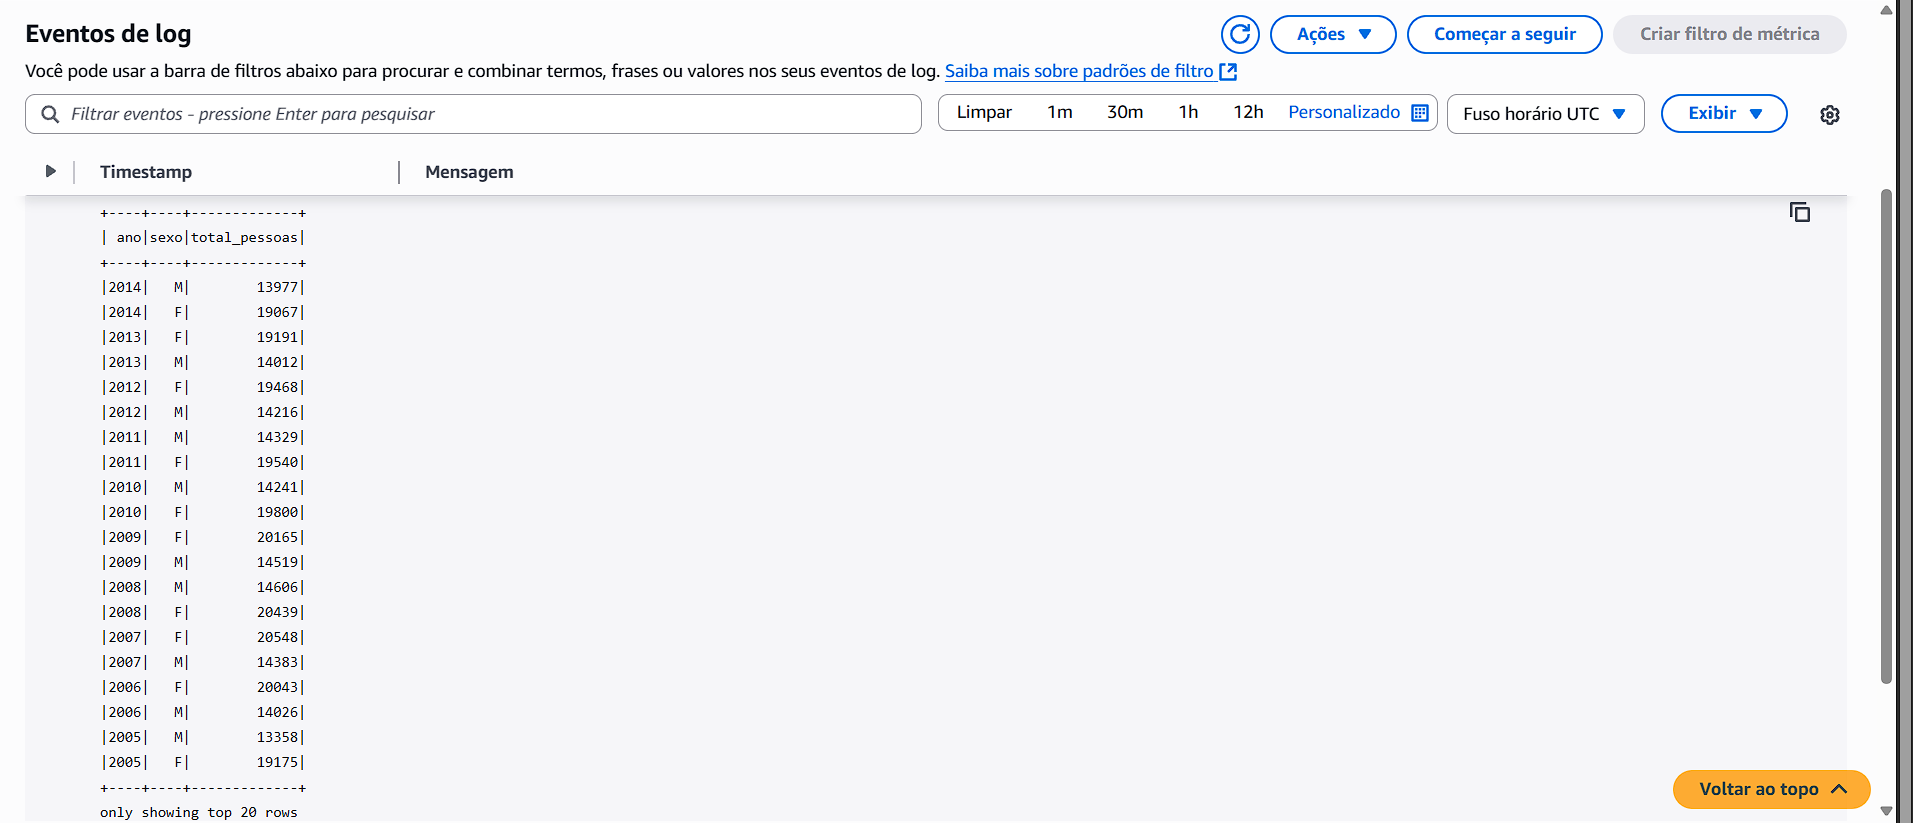 Eventos de log
Ações
Começar a seguir
Criar filtro de métrica
Você pode usar a barra de filtros abaixo para procurar e combinar termos, frases ou valores nos seus eventos de log. Saiba mais sobre padrões de filtro
Filtrar eventos - pressione Enter para pesquisar
Limpar 1m 30m 1h 12h Personalizado
Fuso horário UTC
Exibir
Timestamp | Mensagem
+----+----+-------------+
| ano|sexo|total_pessoas|
+----+----+-------------+
|2014|   M|        13977|
|2014|   F|        19067|
|2013|   F|        19191|
|2013|   M|        14012|
|2012|   F|        19468|
|2012|   M|        14216|
|2011|   M|        14329|
|2011|   F|        19540|
|2010|   M|        14241|
|2010|   F|        19800|
|2009|   F|        20165|
|2009|   M|        14519|
|2008|   M|        14606|
|2008|   F|        20439|
|2007|   F|        20548|
|2007|   M|        14383|
|2006|   F|        20043|
|2006|   M|        14026|
|2005|   M|        13358|
|2005|   F|        19175|
+----+----+-------------+
only showing top 20 rows
Voltar ao topo